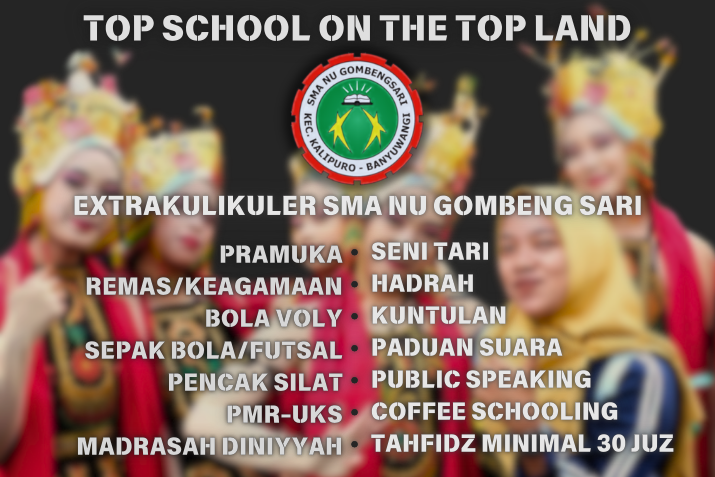 TOP SCHOOL ON THE TOP LAND
SMA NU GOMBENGSARI
KEC. KALIPURO - BANYUWANGI
EXTRAKULIKULER SMA NU GOMBENG SARI
PRAMUKA • SENI TARI
REMAS/KEAGAMAAN • HADRAH
BOLA VOLY • KUNTULAN
SEPAK BOLA/FUTSAL • PADUAN SUARA
PENCAK SILAT • PUBLIC SPEAKING
PMR-UKS • COFFEE SCHOOLING
MADRASAH DINIYYAH • TAHFIDZ MINIMAL 30 JUZ